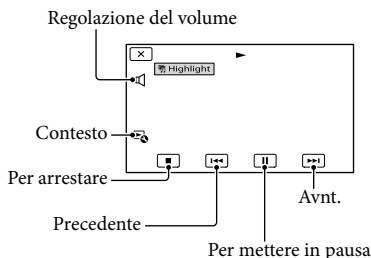 Regolazione del volume
Highlight
Contesto
Per arrestare
Avnt.
Precedente
Per mettere in pausa